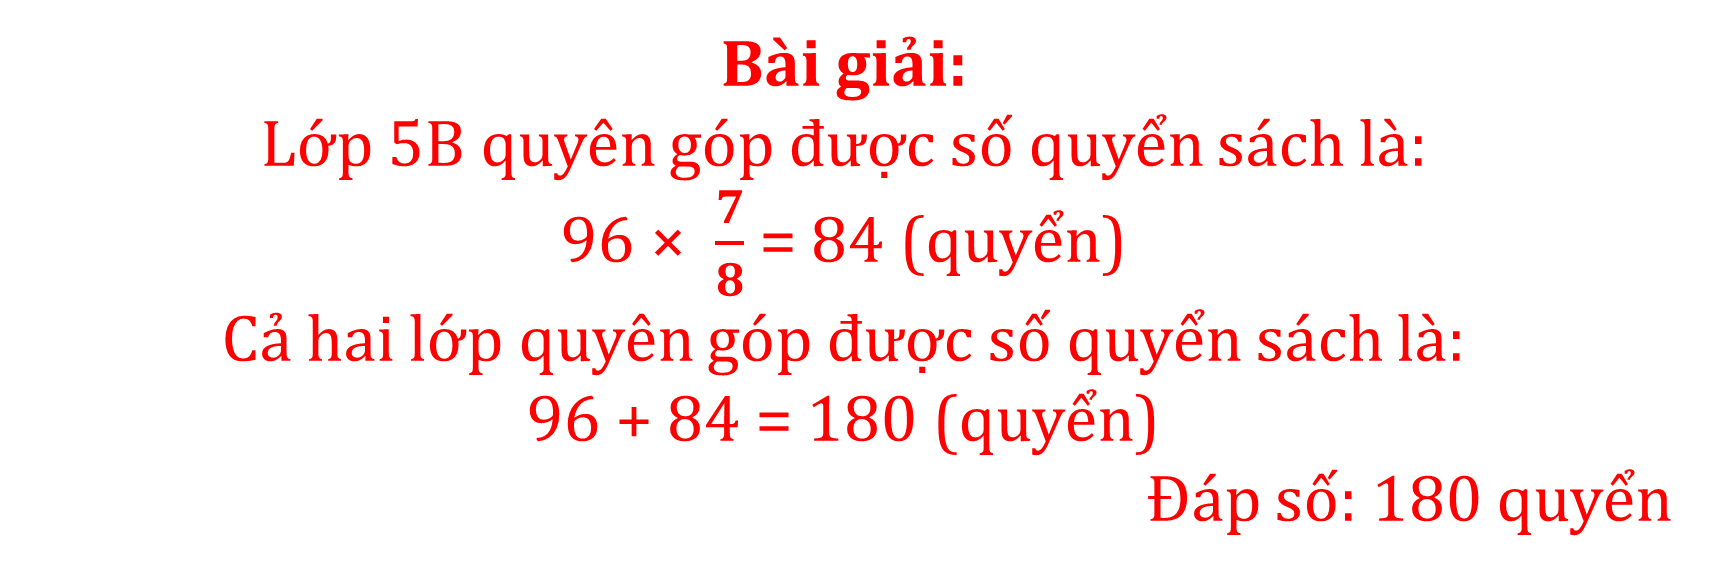 Bài giải:
Lớp 5B quyên góp được số quyển sách là:
96 × 7/8 = 84 (quyển)
Cả hai lớp quyên góp được số quyển sách là:
96 + 84 = 180 (quyển)
Đáp số: 180 quyển